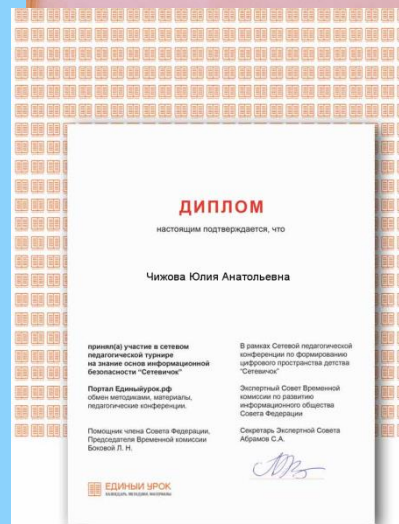 ДИПЛОМ
настоящим подтверждается, что
Чижова Юлия Анатольевна
принял(а) участие в сетевом
педагогической турнире
на знание основ информационной
безопасности "Сетевичок"
Портал Единыйурок.рф
обмен методиками, материалы,
педагогические конференции.
Помощник члена Совета Федерации,
Председателя Временной комиссии
Боковой Л. Н.
В рамках Сетевой педагогической
конференции по формированию
цифрового пространства детства
"Сетевичок"
Экспертный Совет Временной
комиссии по развитию
информационного общества
Совета Федерации
Секретарь Экспертной Совета
Абрамов С.А.
ЕДИНЫЙ УРОК